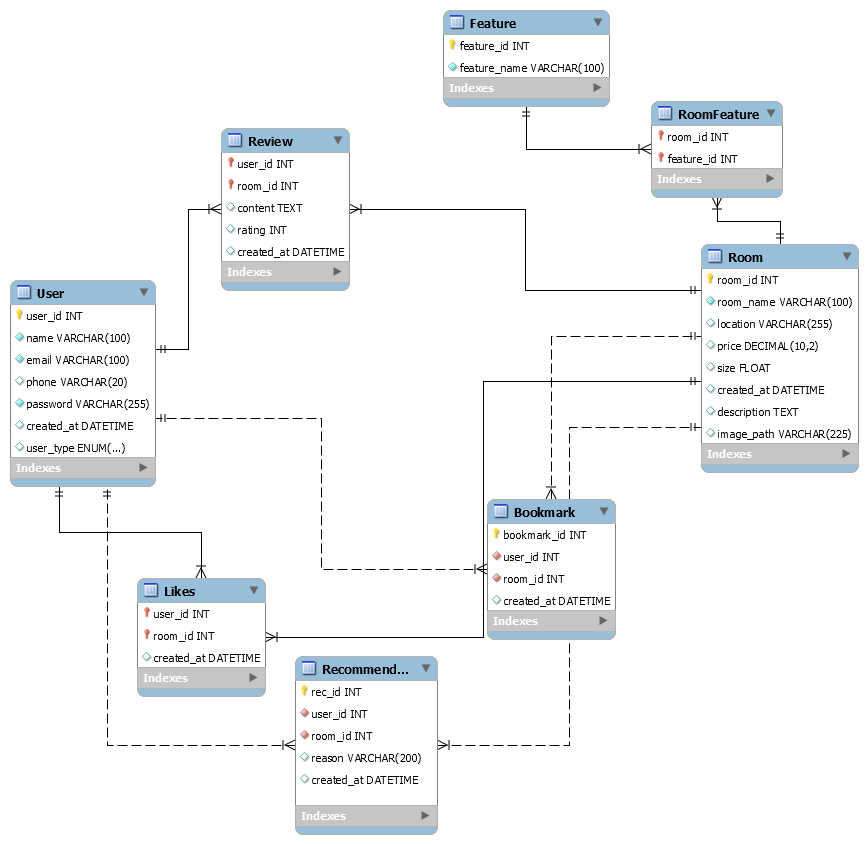 Feature
feature_id INT
feature_name VARCHAR(100)
Indexes
RoomFeature
room_id INT
feature_id INT
Indexes
Review
user_id INT
room_id INT
content TEXT
rating INT
created_at DATETIME
Indexes
Room
room_id INT
room_name VARCHAR(100)
location VARCHAR(255)
price DECIMAL(10,2)
size FLOAT
created_at DATETIME
description TEXT
image_path VARCHAR(225)
Indexes
User
user_id INT
name VARCHAR(100)
email VARCHAR(100)
phone VARCHAR(20)
password VARCHAR(255)
created_at DATETIME
user_type ENUM(...)
Indexes
Bookmark
bookmark_id INT
user_id INT
room_id INT
created_at DATETIME
Indexes
Likes
user_id INT
room_id INT
created_at DATETIME
Indexes
Recommend...
rec_id INT
user_id INT
room_id INT
reason VARCHAR(200)
created_at DATETIME
Indexes